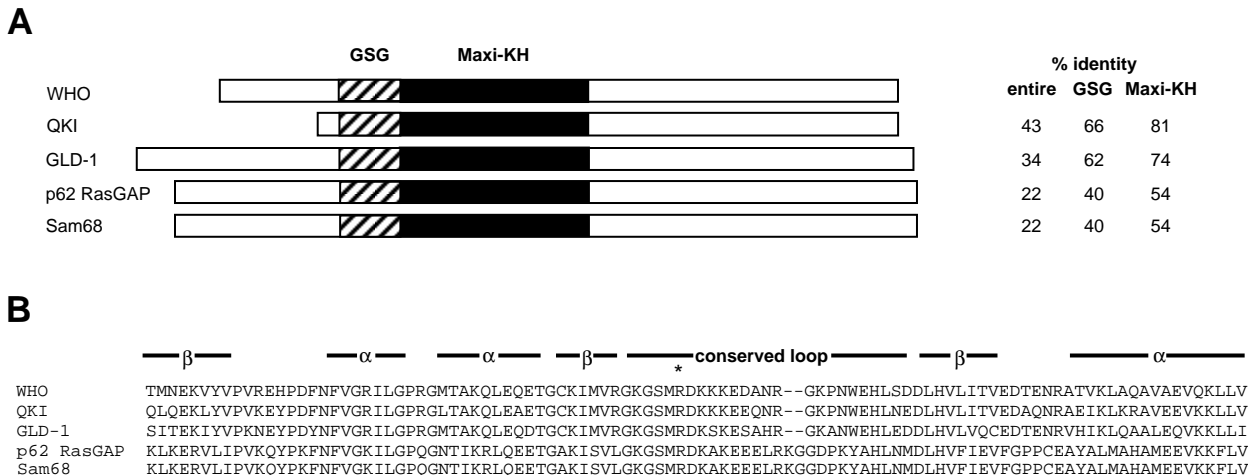 A
GSG Maxi-KH
% identity
entire GSG Maxi-KH
WHO
QKI 43 66 81
GLD-1 34 62 74
p62 RasGAP 22 40 54
Sam68 22 40 54
B
β α α β conserved loop β α
*
WHO TMNEKVYVPVREHPDFNFVGRILGPRGMTAKQLEQETGCKIMVRGKGSMRDKKKEDANR--GKPNWEHLSDDLHVLITVEDTENRATVKLAQAVAEVQKLLV
QKI QLQEKLYVPVKEYPDFNFVGRILGPRGLTAKQLEAETGCKIMVRGKGSMRDKKKEEQNR--GKPNWEHLNEDLHVLITVEDAQNRAEIKLKRAVEEVKKLLV
GLD-1 SITEKIYVPKNEYPDYNFVGRILGPRGMTAKQLEQDTGCKIMVRGKGSMRDKSKESAHR--GKANWEHLEDDLHVLVQCEDTENRVHIKLQAALEQVKKLLI
p62 RasGAP KLKERVLIPVKQYPKFNFVGKILGPQGNTIKRLQEETGAKISVLGKGSMRDKAKEEELRKGGDPKYAHLNMDLHVFIEVFGPPCEAYALMAHAMEEVKKFLV
Sam68 KLKERVLIPVKQYPKFNFVGKILGPQGNTIKRLQEETGAKISVLGKGSMRDKAKEEELRKGGDPKYAHLNMDLHVFIEVFGPPCEAYALMAHAMEEVKKFLV